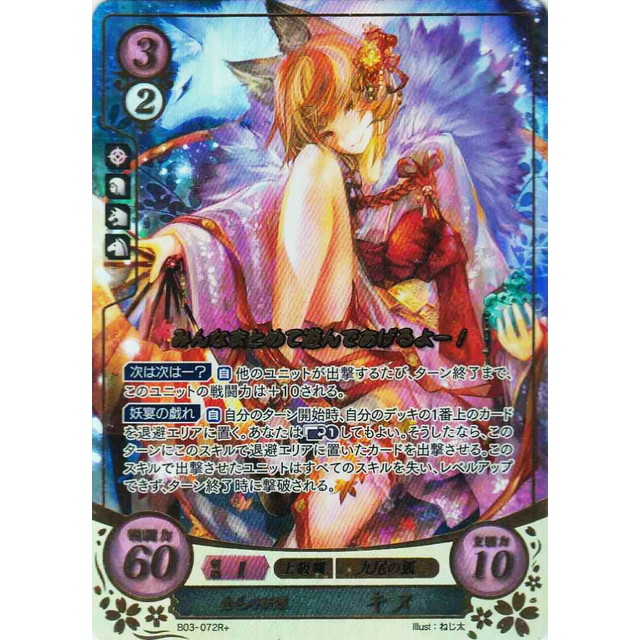 3
2
みんなまとめて遊んであげるよー!
次は次はー? 自 他のユニットが出撃するたび、ターン終了まで、
このユニットの戦闘力は+10される。
妖宴の戯れ 自 自分のターン開始時、自分のデッキの1番上のカード
を退避エリアに置く。あなたは 1 してもよい。そうしたなら、この
ターンにこのスキルで退避エリアに置いたカードを出撃させる。この
スキルで出撃させたユニットはすべてのスキルを失い、レベルアップ
できず、ターン終了時に撃破される。
戦闘力
60
1
上級職
九尾の狐
支援力
10
キヌ
B03-072R+
Illust:ねじ太